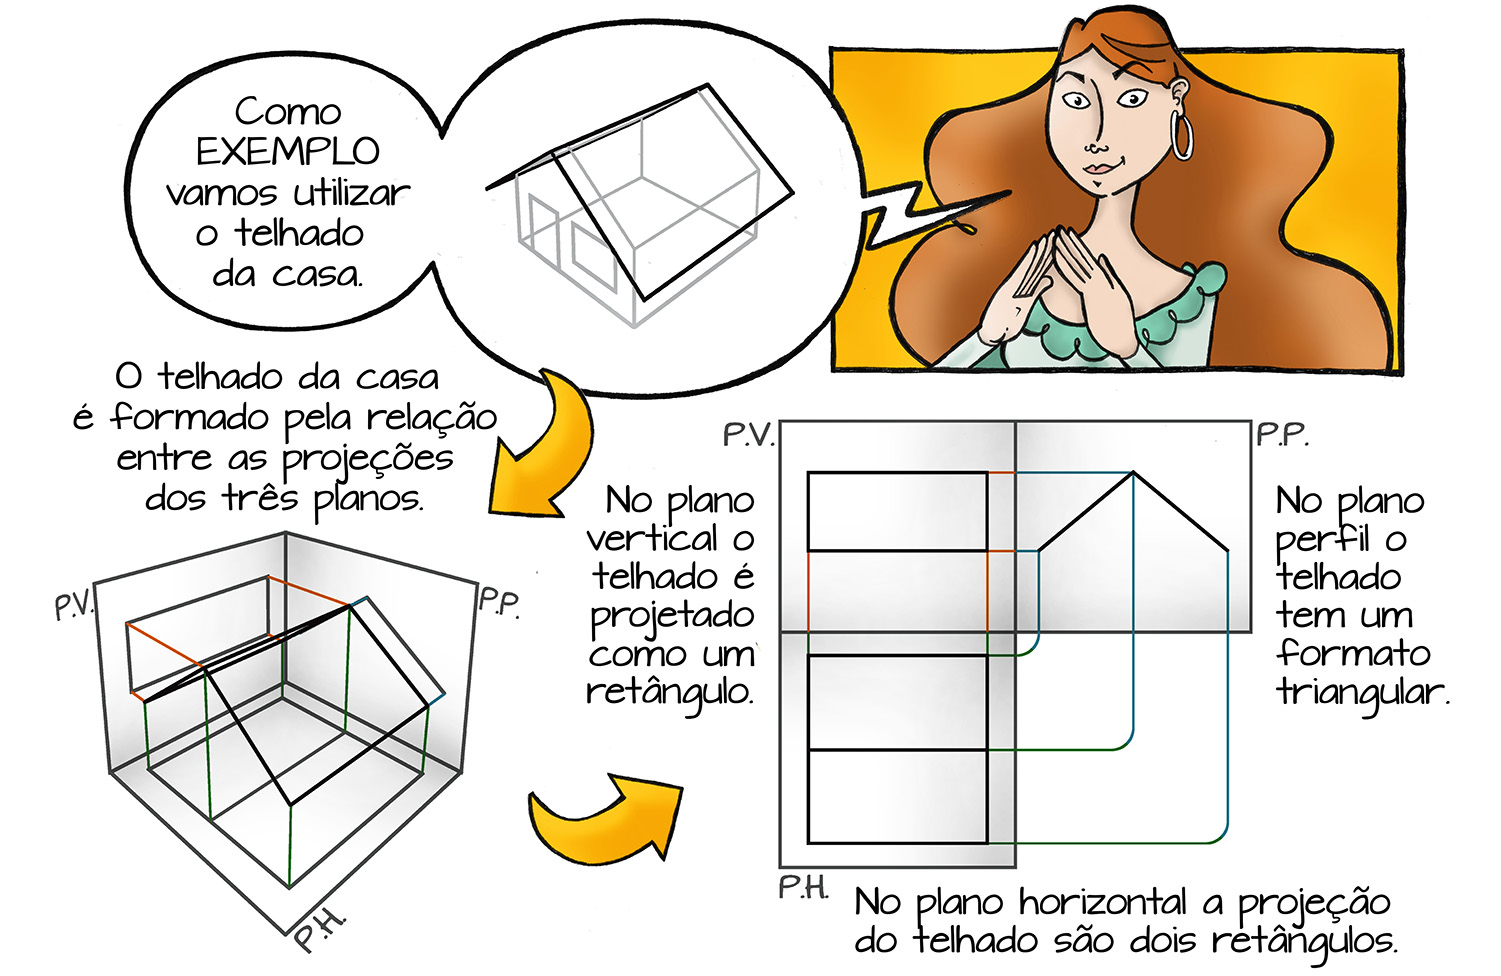 Como
EXEMPLO
vamos utilizar
o telhado
da casa.
O telhado da casa
é formado pela relação
entre as projeções
dos três planos.
P.V.
P.P.
P.H.
P.V.
P.P.
No plano
vertical o
telhado é
projetado
como um
retângulo.
No plano
perfil o
telhado
tem um
formato
triangular.
P.H.
No plano horizontal a projeção
do telhado são dois retângulos.